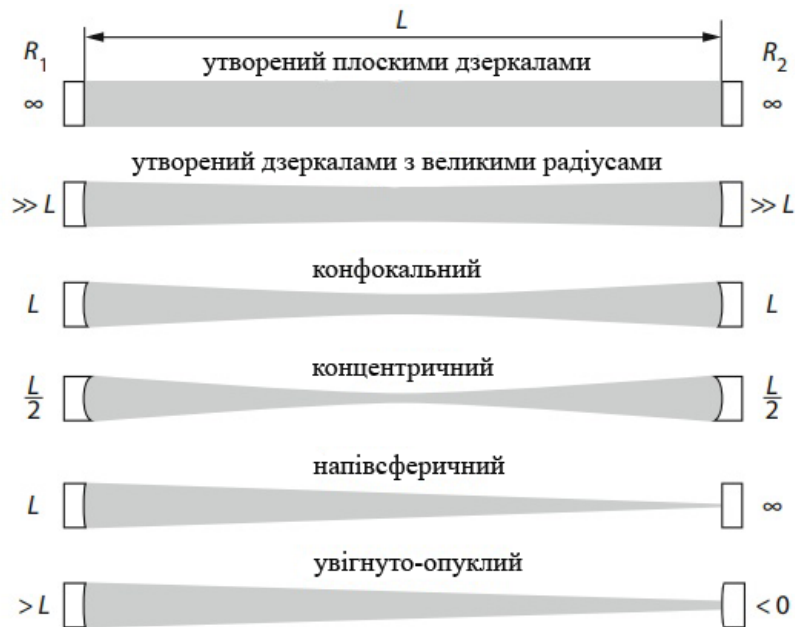 L
R₁ R₂
утворений плоскими дзеркалами
∞ ∞
утворений дзеркалами з великими радіусами
≫ L ≫ L
конфокальний
L L
концентричний
L/2 L/2
напівсферичний
L ∞
увігнуто-опуклий
> L < 0